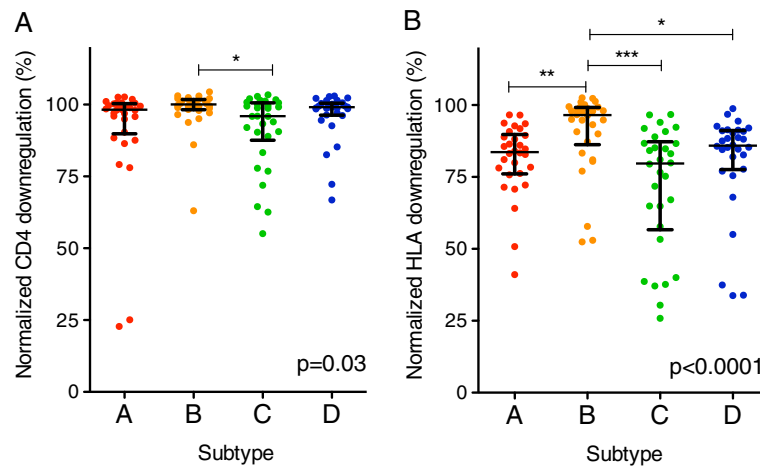 A
*
Normalized CD4 downregulation (%)
100
75
50
25
0
p=0.03
A B C D
Subtype
B
*
***
**
Normalized HLA downregulation (%)
100
75
50
25
0
p<0.0001
A B C D
Subtype